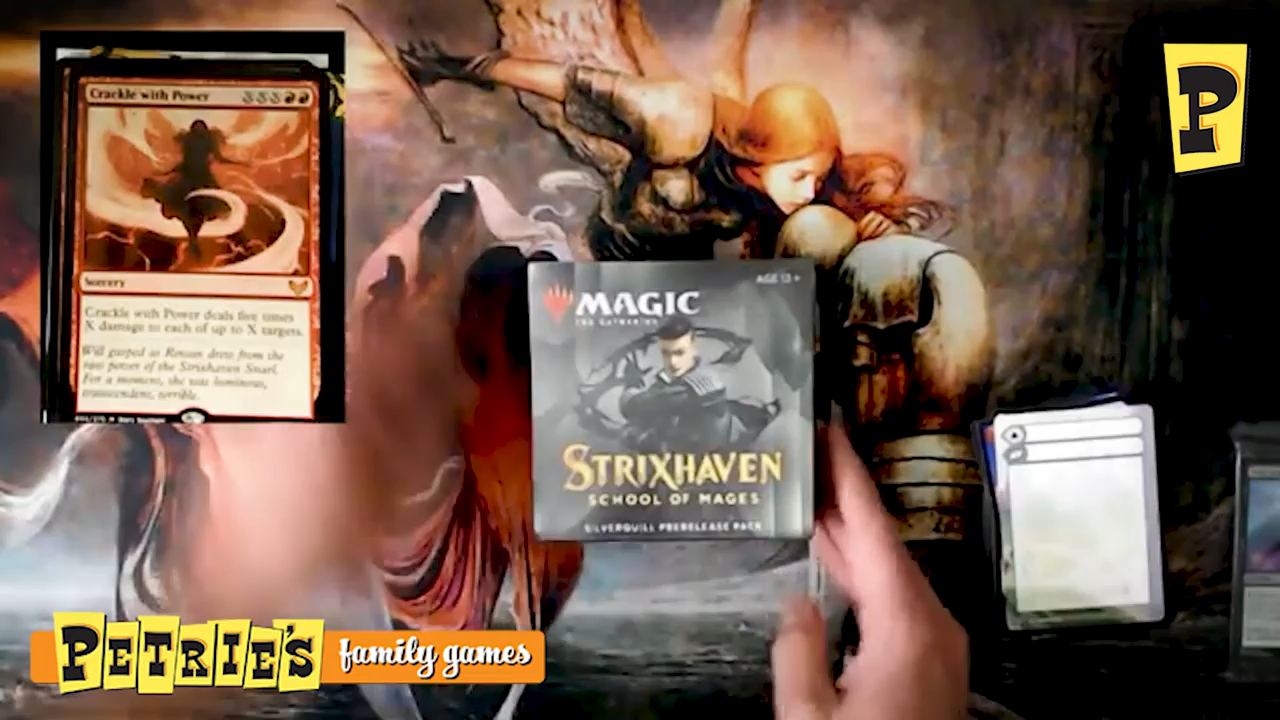 Crackle with Power
Sorcery
Crackle with Power deals five times
X damage to each of up to X targets.
Will gasped as Rowan drew from the
raw power of the Strixhaven Snarl.
For a moment, she was luminous,
transcendent, terrible.
P
AGE 13+
MAGIC
THE GATHERING
STRIXHAVEN
SCHOOL OF MAGES
SILVERQUILL PRERELEASE PACK
PETRIE'S family games